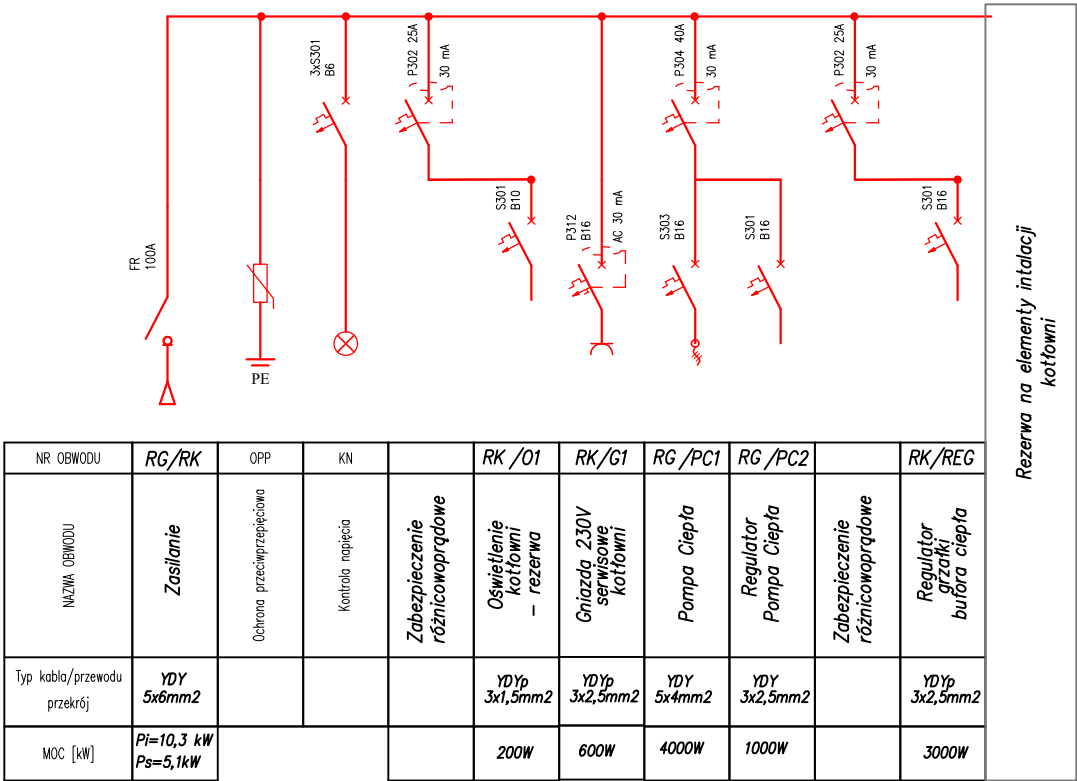 3xS301
B6
P302 25A
30 mA
P304 40A
30 mA
P302 25A
30 mA
S301
B10
P312
B16
AC 30 mA
S303
B16
S301
B16
S301
B16
FR
100A
PE
Rezerwa na elementy intalacji
kotłowni
NR OBWODU
RG/RK
OPP
KN
RK /O1
RK/G1
RG /PC1
RG /PC2
RK/REG
NAZWA OBWODU
Zasilanie
Ochrona przeciwprzepięciowa
Kontrola napięcia
Zabezpieczenie
różnicowoprądowe
Oświetlenie
kotłowni
– rezerwa
Gniazda 230V
serwisowe
kotłowni
Pompa Ciepła
Regulator
Pompa Ciepła
Zabezpieczenie
różnicowoprądowe
Regulator
grzałki
bufora ciepła
Typ kabla/przewodu
przekrój
YDY
5x6mm2
YDYp
3x1,5mm2
YDYp
3x2,5mm2
YDY
5x4mm2
YDY
3x2,5mm2
YDYp
3x2,5mm2
MOC [kW]
Pi=10,3 kW
Ps=5,1kW
200W
600W
4000W
1000W
3000W